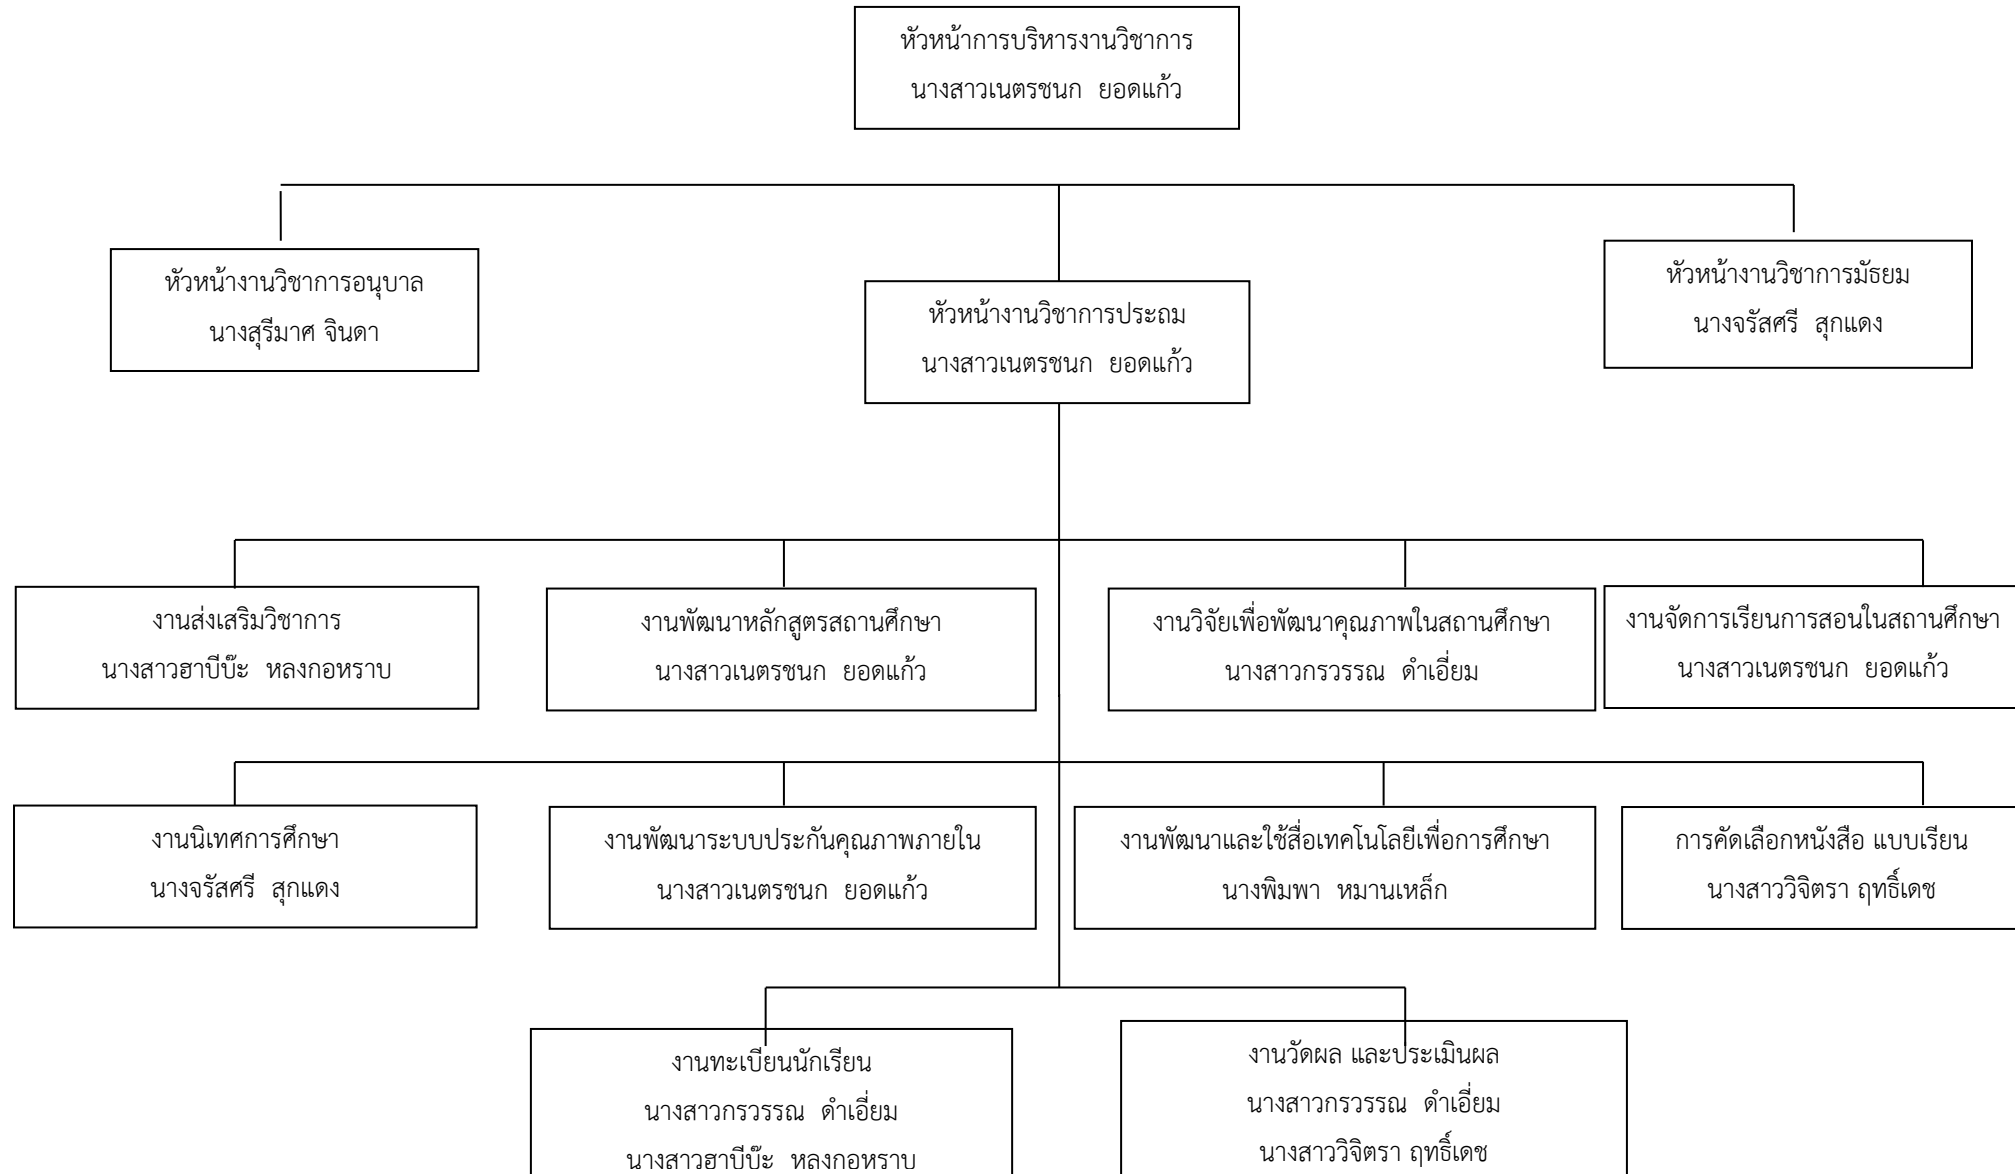 หัวหน้าการบริหารงานวิชาการ
นางสาวเนตรชนก ยอดแก้ว
หัวหน้างานวิชาการอนุบาล
นางสุรีมาศ จินดา
หัวหน้างานวิชาการประถม
นางสาวเนตรชนก ยอดแก้ว
หัวหน้างานวิชาการมัธยม
นางจรัสศรี สุกแดง
งานส่งเสริมวิชาการ
นางสาวฮาบีบ๊ะ หลงกอหราบ
งานพัฒนาหลักสูตรสถานศึกษา
นางสาวเนตรชนก ยอดแก้ว
งานวิจัยเพื่อพัฒนาคุณภาพในสถานศึกษา
นางสาวกรวรรณ ดำเอี่ยม
งานจัดการเรียนการสอนในสถานศึกษา
นางสาวเนตรชนก ยอดแก้ว
งานนิเทศการศึกษา
นางจรัสศรี สุกแดง
งานพัฒนาระบบประกันคุณภาพภายใน
นางสาวเนตรชนก ยอดแก้ว
งานพัฒนาและใช้สื่อเทคโนโลยีเพื่อการศึกษา
นางพิมพา หมานเหล็ก
การคัดเลือกหนังสือ แบบเรียน
นางสาววิจิตรา ฤทธิ์เดช
งานทะเบียนนักเรียน
นางสาวกรวรรณ ดำเอี่ยม
นางสาวฮาบีบ๊ะ หลงกอหราบ
งานวัดผล และประเมินผล
นางสาวกรวรรณ ดำเอี่ยม
นางสาววิจิตรา ฤทธิ์เดช